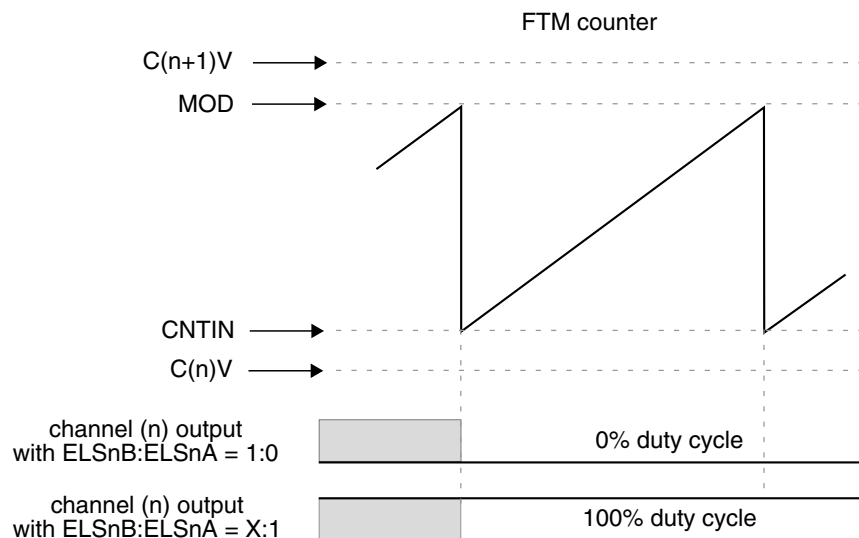 FTM counter
C(n+1)V
MOD
CNTIN
C(n)V
channel (n) output
with ELSnB:ELSnA = 1:0
0% duty cycle
channel (n) output
with ELSnB:ELSnA = X:1
100% duty cycle